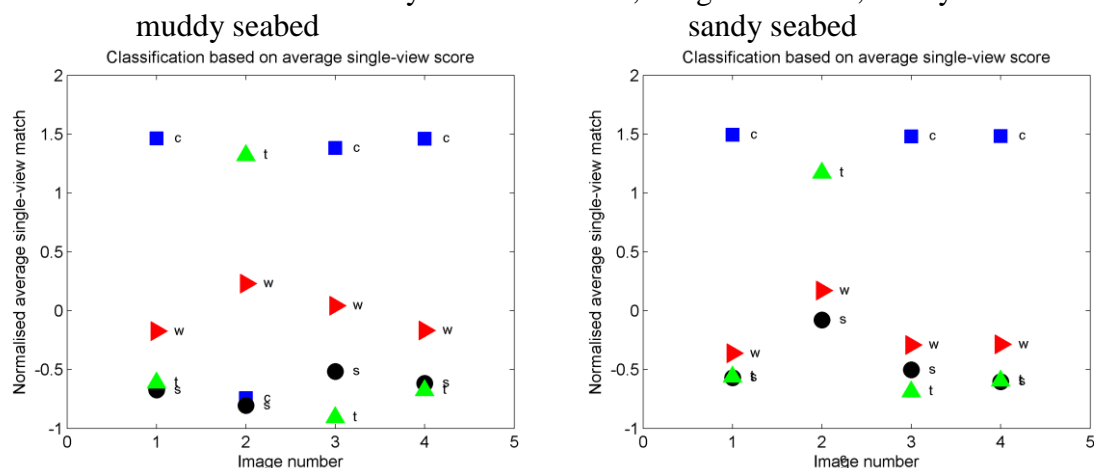 muddy seabed
sandy seabed
Classification based on average single-view score
Normalised average single-view match
2
1.5
1
0.5
0
-0.5
-1
c
t
c
c
w
w
w
w
t
s
c
s
s
t
s
t
0
1
2
3
4
5
Image number
Classification based on average single-view score
Normalised average single-view match
2
1.5
1
0.5
0
-0.5
-1
c
t
c
c
w
s
w
w
w
s
s
t
0
1
2
3
4
5
Image number